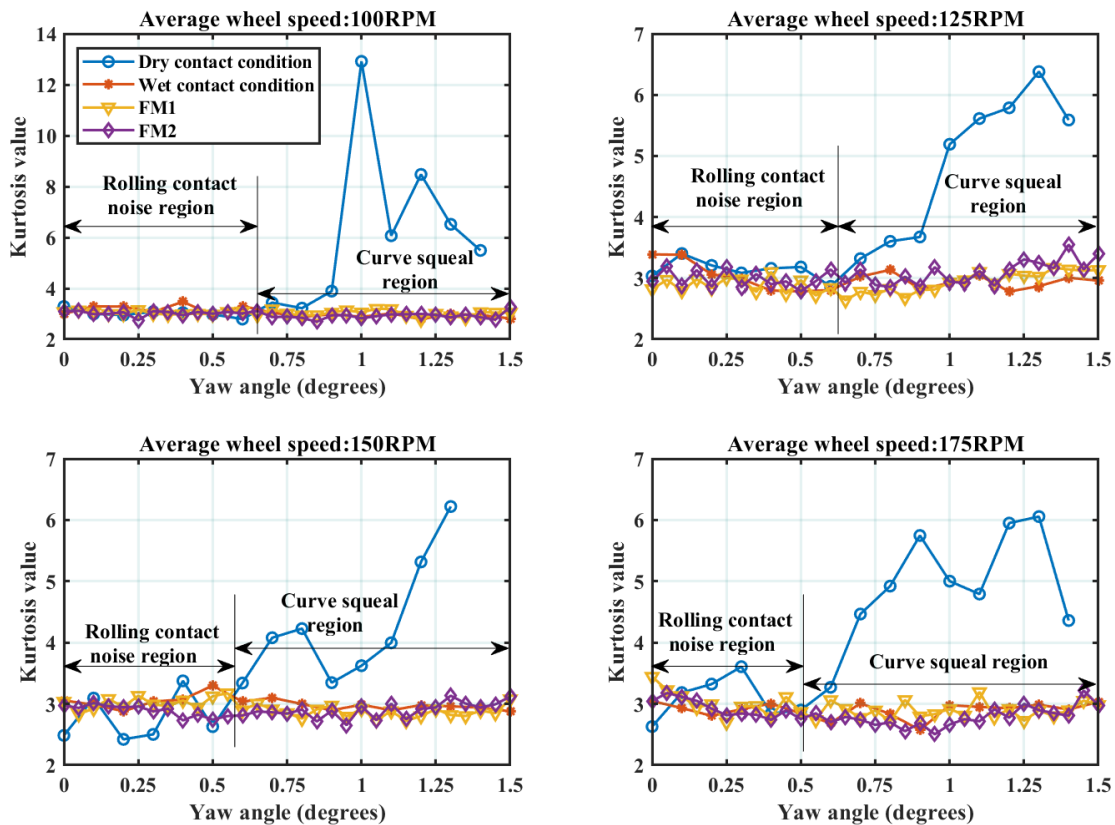 Average wheel speed:100RPM
14
12
10
8
6
4
2
Kurtosis value
Dry contact condition
Wet contact condition
FM1
FM2
Rolling contact
noise region
Curve squeal
region
0
0.25
0.5
0.75
1
1.25
1.5
Yaw angle (degrees)
Average wheel speed:125RPM
7
6
5
4
3
2
Kurtosis value
Rolling contact
noise region
Curve squeal
region
0
0.25
0.5
0.75
1
1.25
1.5
Yaw angle (degrees)
Average wheel speed:150RPM
7
6
5
4
3
2
Kurtosis value
Rolling contact
noise region
Curve squeal
region
0
0.25
0.5
0.75
1
1.25
1.5
Yaw angle (degrees)
Average wheel speed:175RPM
7
6
5
4
3
2
Kurtosis value
Rolling contact
noise region
Curve squeal region
0
0.25
0.5
0.75
1
1.25
1.5
Yaw angle (degrees)